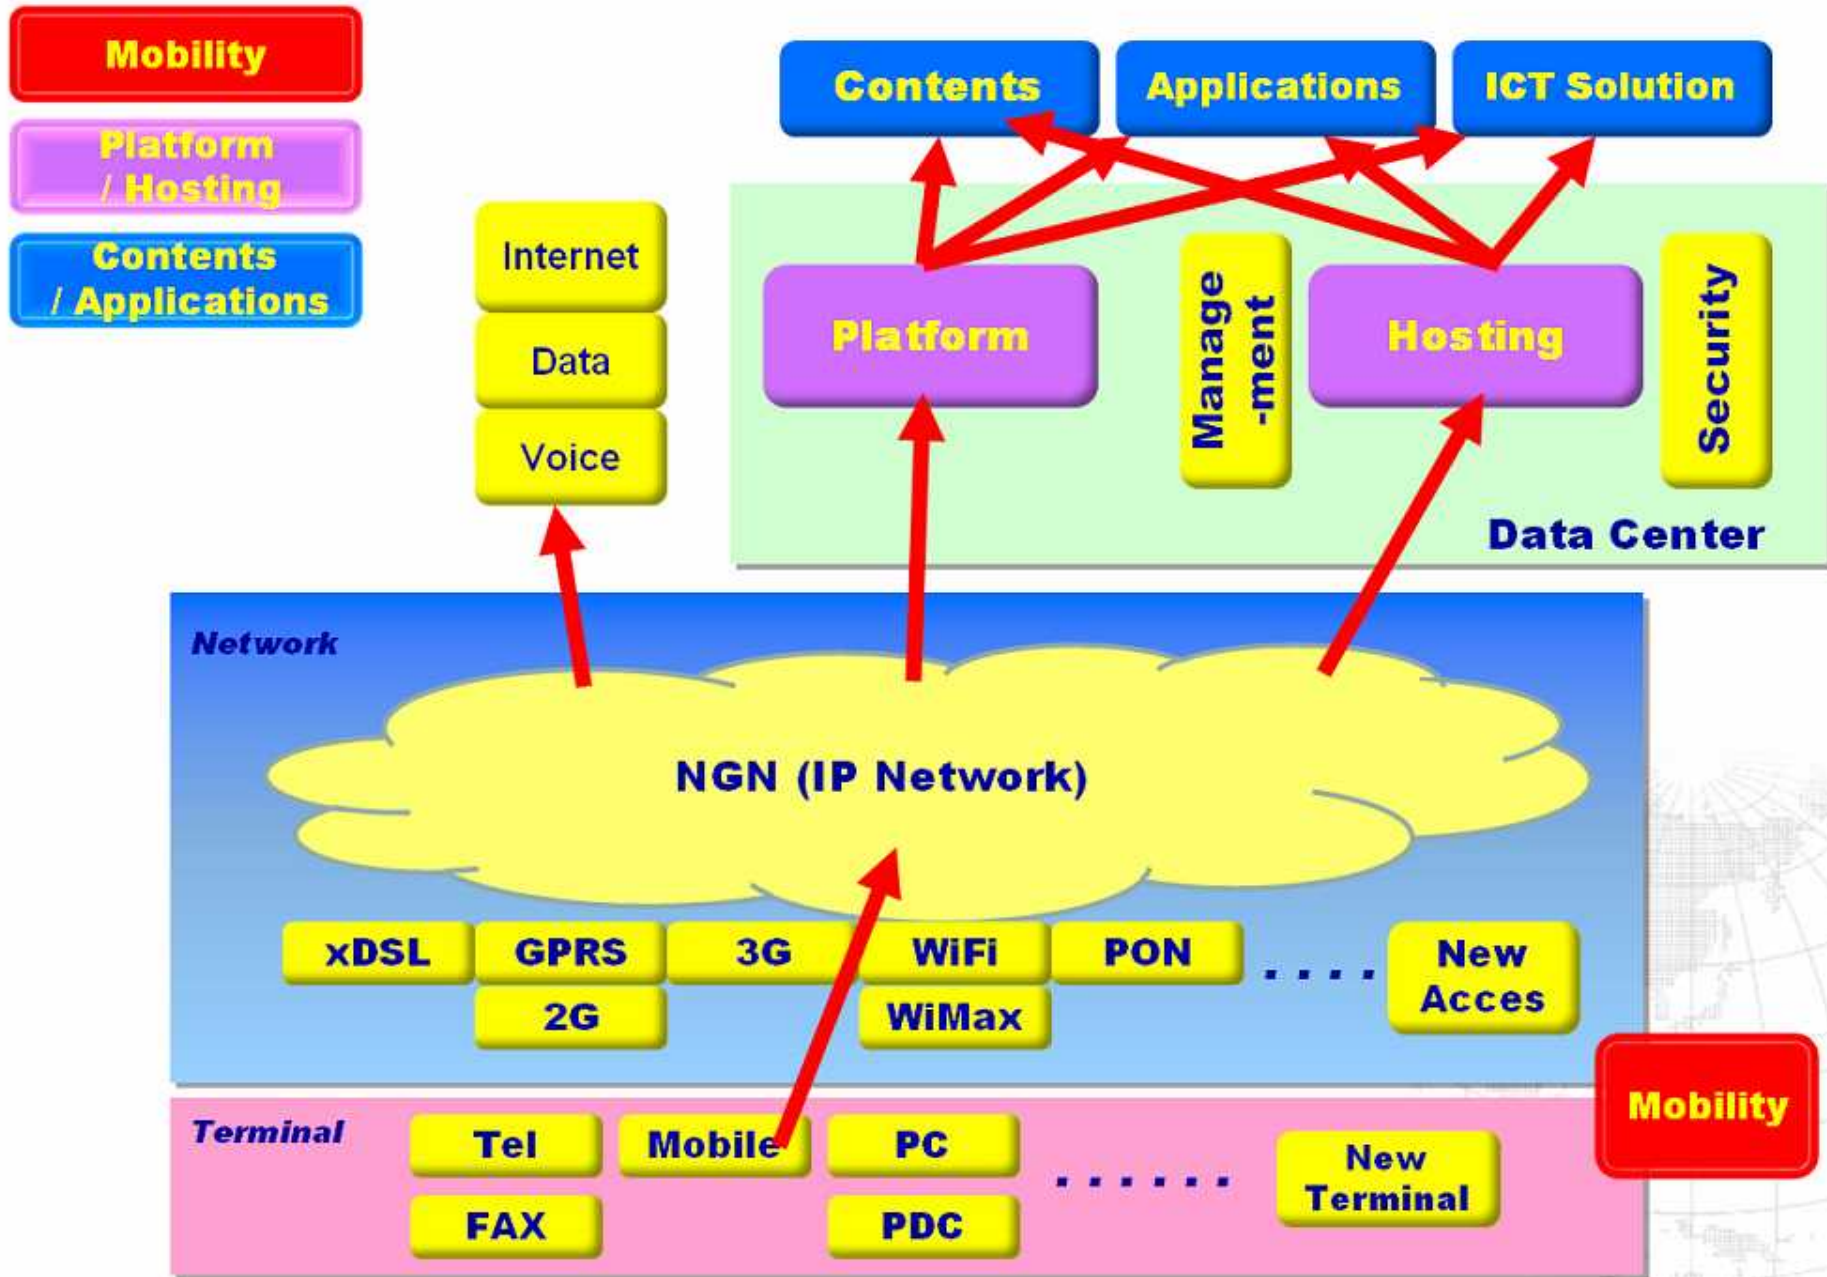 Mobility
Platform
/ Hosting
Contents
/ Applications
Contents
Applications
ICT Solution
Internet
Data
Voice
Platform
Manage
-ment
Hosting
Security
Data Center
Network
NGN (IP Network)
xDSL
GPRS
3G
WiFi
PON
. . . .
New
Acces
2G
WiMax
Mobility
Terminal
Tel
Mobile
PC
. . . . . .
New
Terminal
FAX
PDC